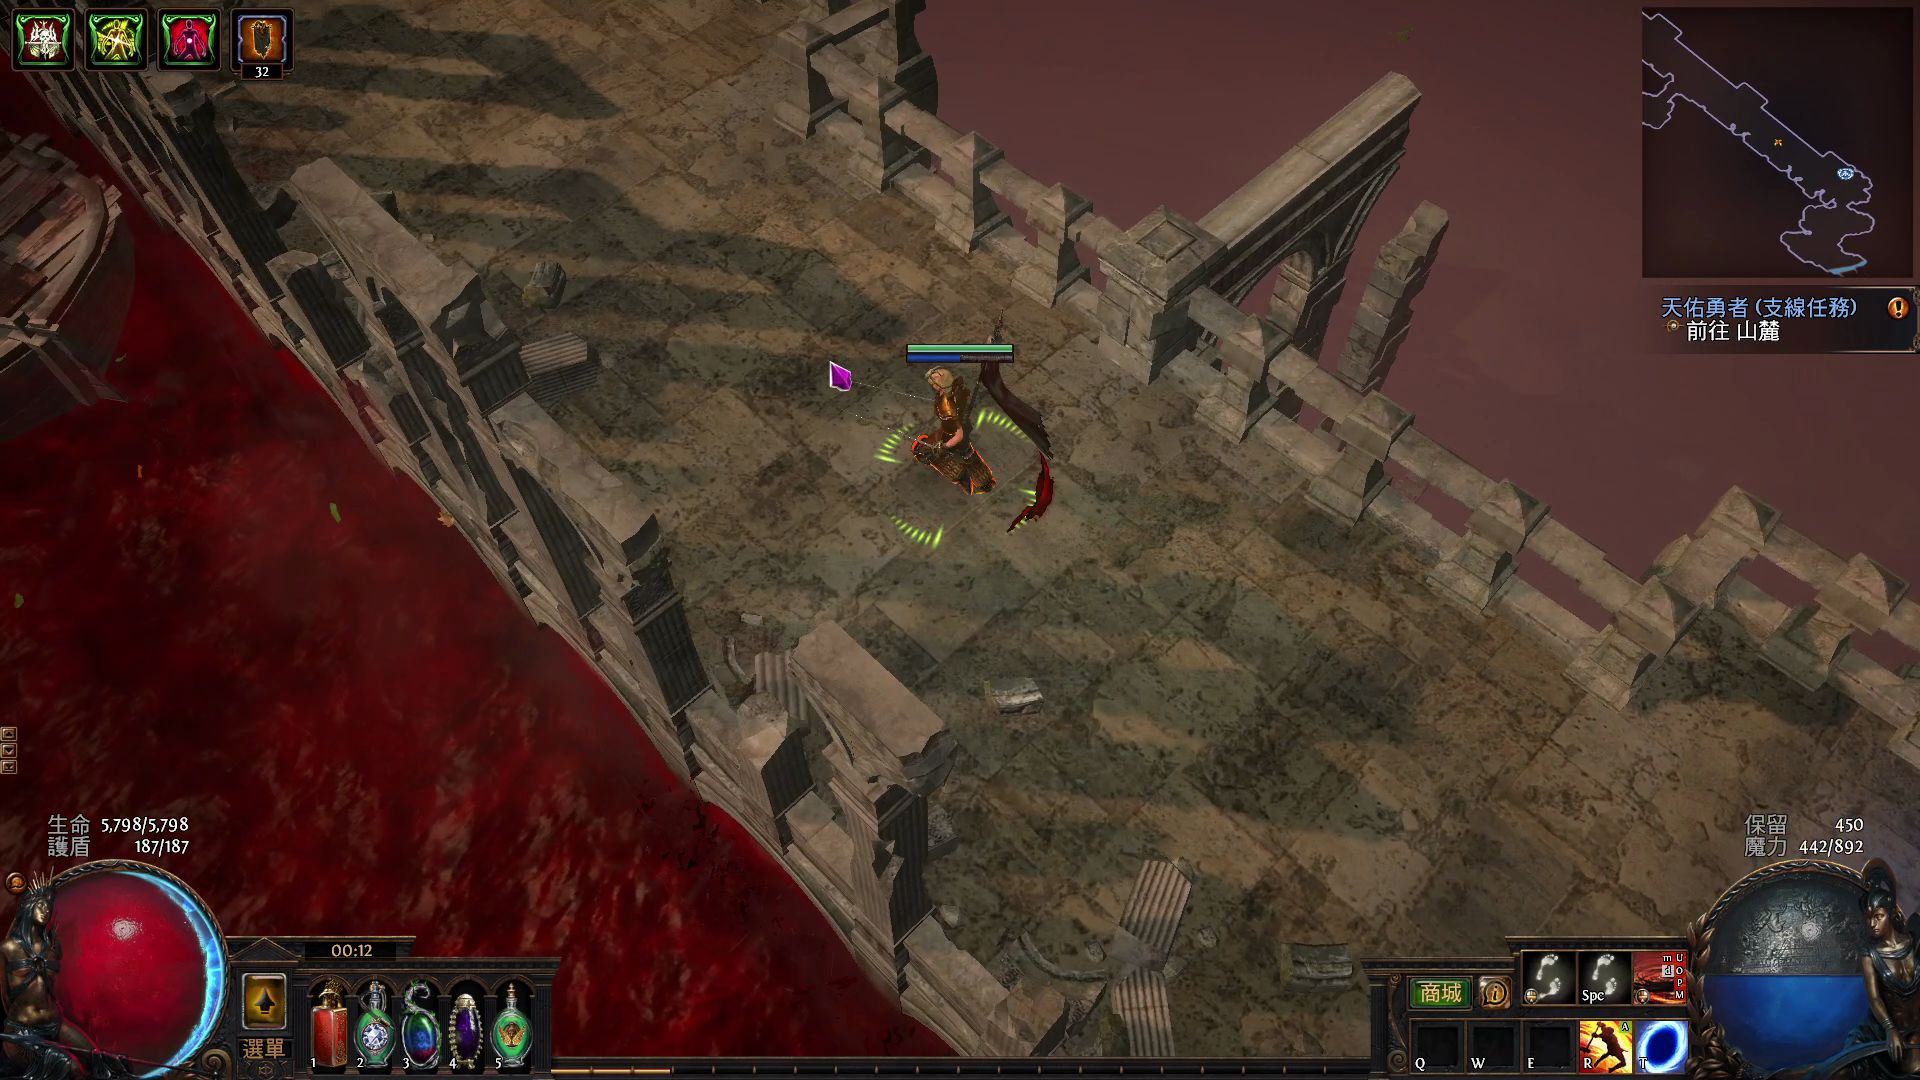 32
天佑勇者 (支線任務)
前往 山麓
生命 5,798/5,798
護盾 187/187
保留 450
魔力 442/892
00:12
選單
1
2
3
4
5
商城
Spc
m U
d O
P
M
Q
W
E
R
A
T